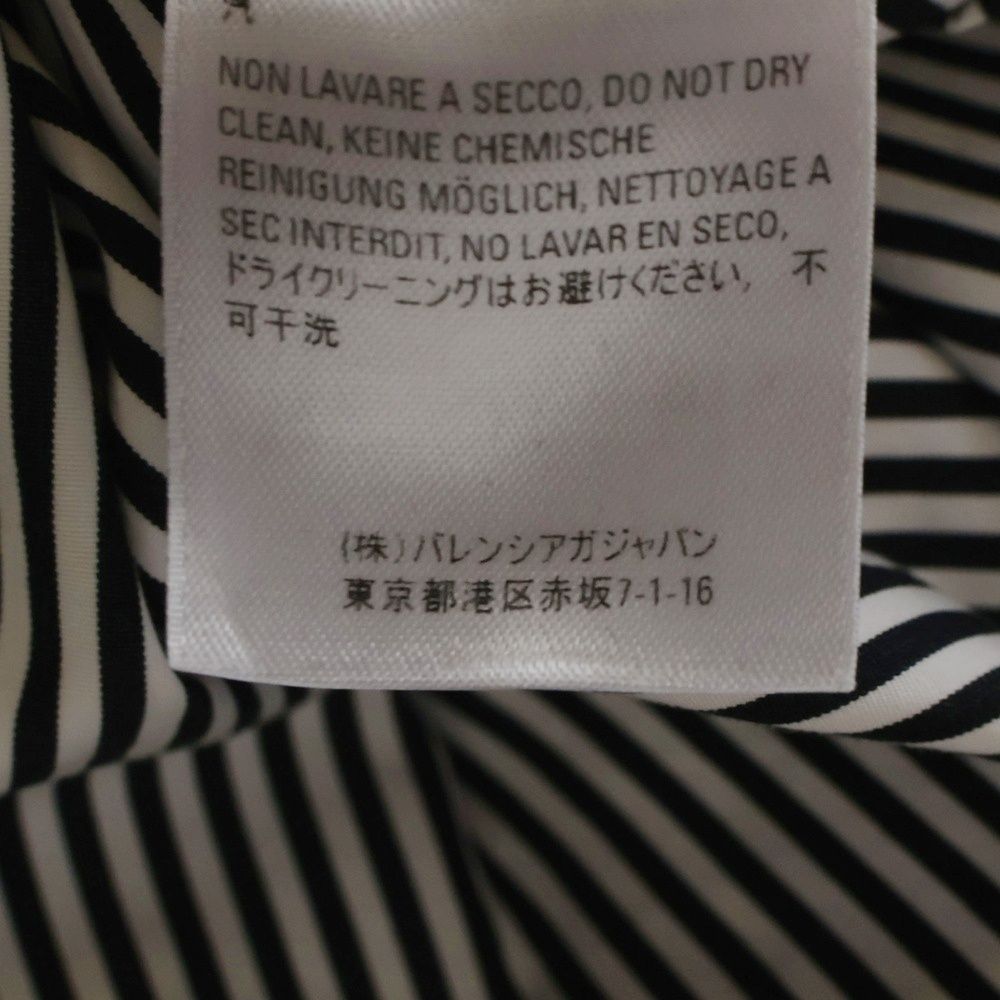 NON LAVARE A SECCO, DO NOT DRY
CLEAN, KEINE CHEMISCHE
REINIGUNG MÖGLICH, NETTOYAGE A
SEC INTERDIT, NO LAVAR EN SECO,
ドライクリーニングはお避けください, 不
可干洗
(株)バレンシアガジャパン
東京都港区赤坂7-1-16